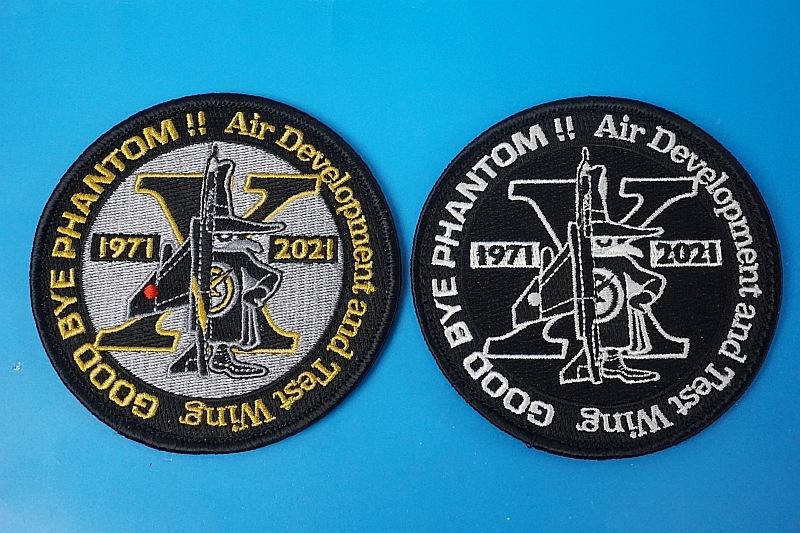 GOOD BYE PHANTOM !! Air Development and Test Wing
X
1971 2021
GOOD BYE PHANTOM !! Air Development and Test Wing
X
1971 2021